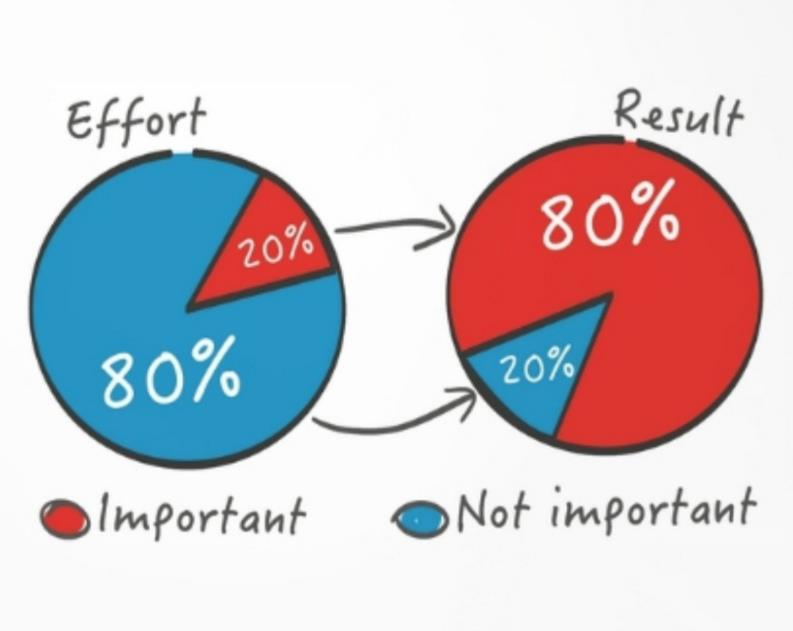 Effort
Result
20%
80%
80%
20%
Important
Not important